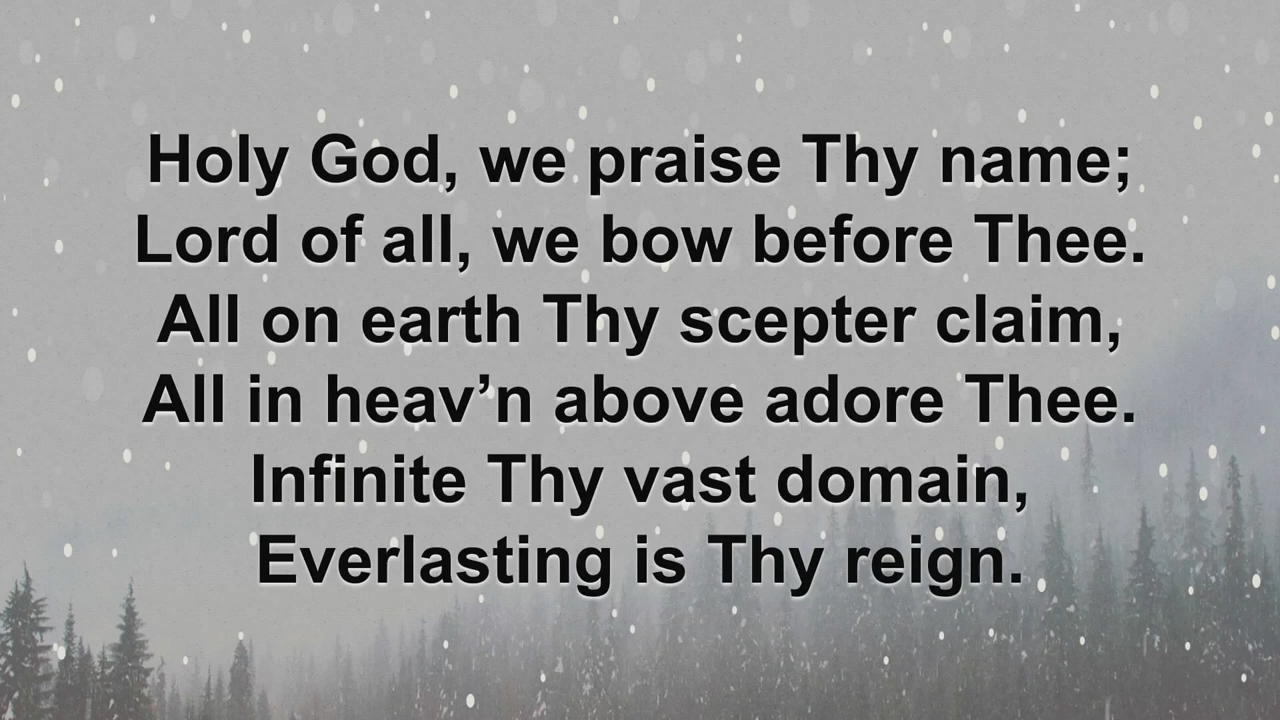 Holy God, we praise Thy name;
Lord of all, we bow before Thee.
All on earth Thy scepter claim,
All in heav’n above adore Thee.
Infinite Thy vast domain,
Everlasting is Thy reign.